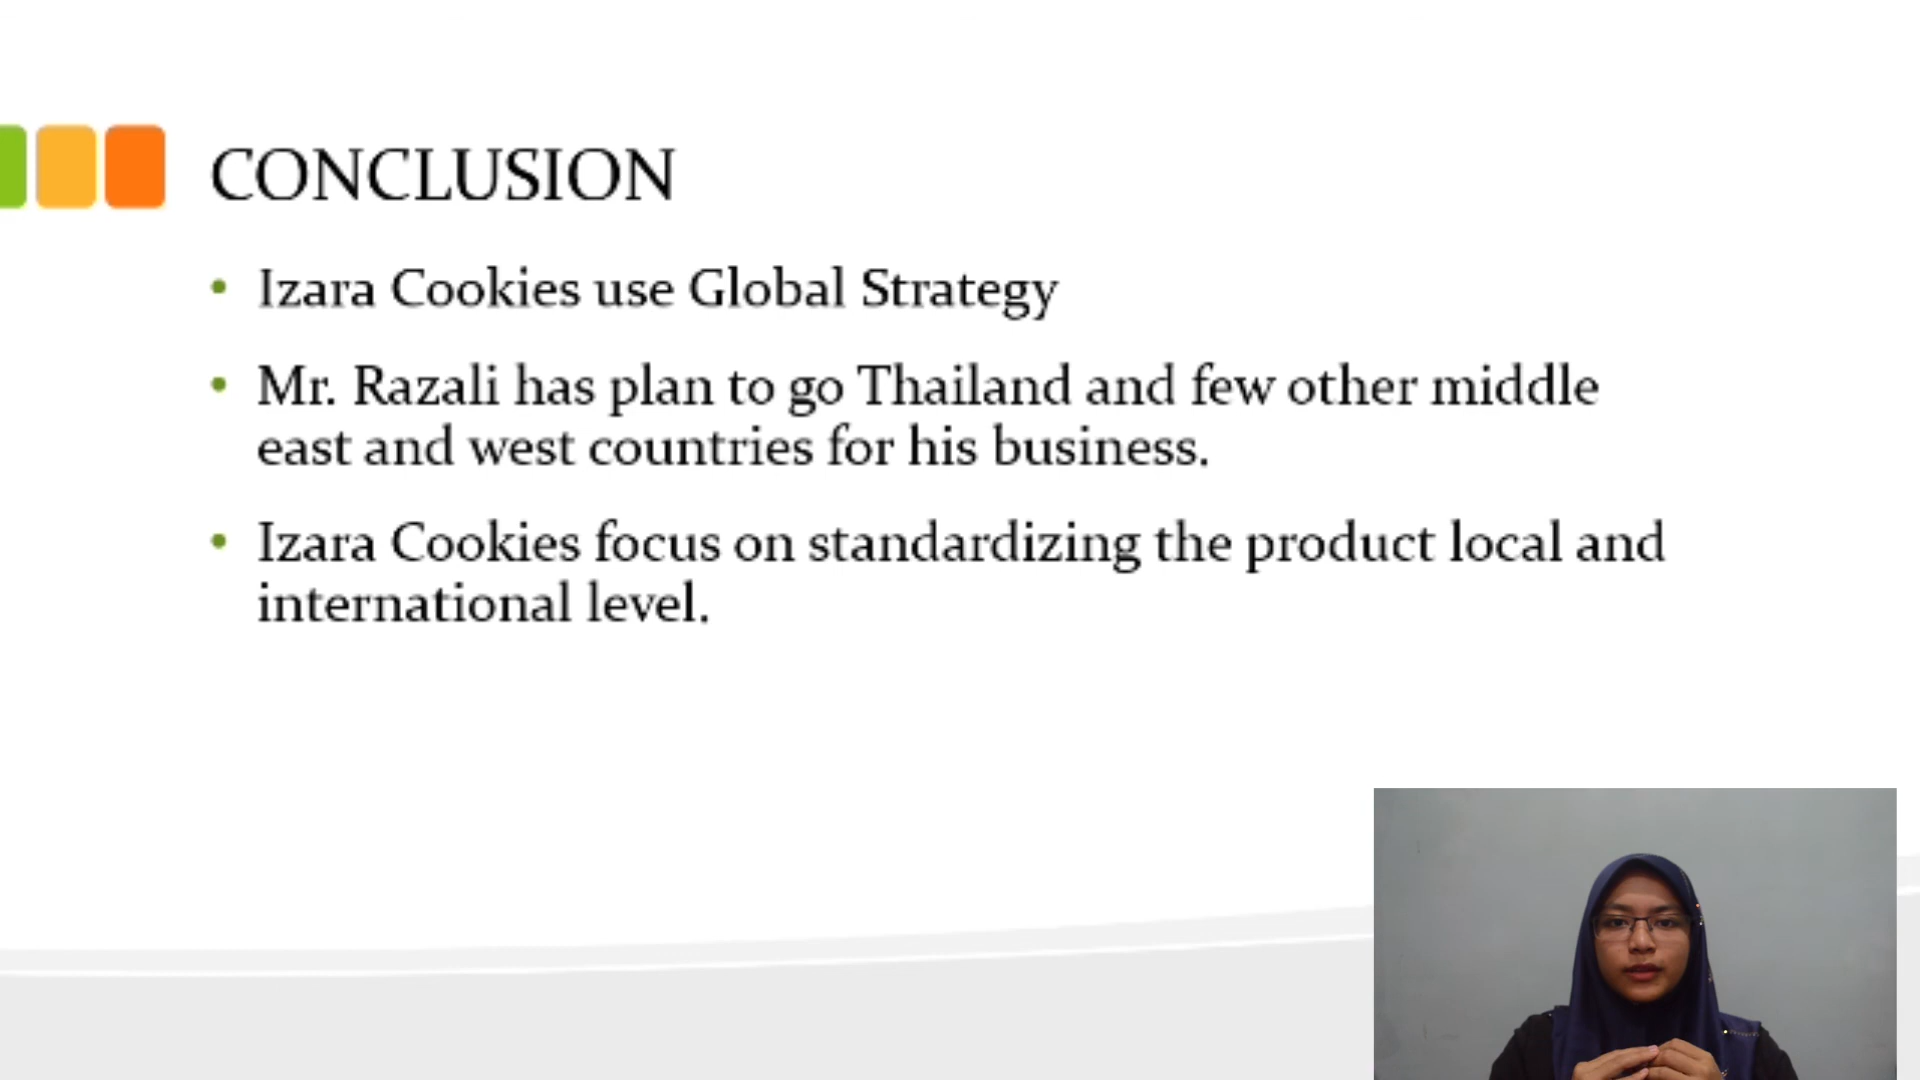 CONCLUSION
• Izara Cookies use Global Strategy
• Mr. Razali has plan to go Thailand and few other middle
east and west countries for his business.
• Izara Cookies focus on standardizing the product local and
international level.